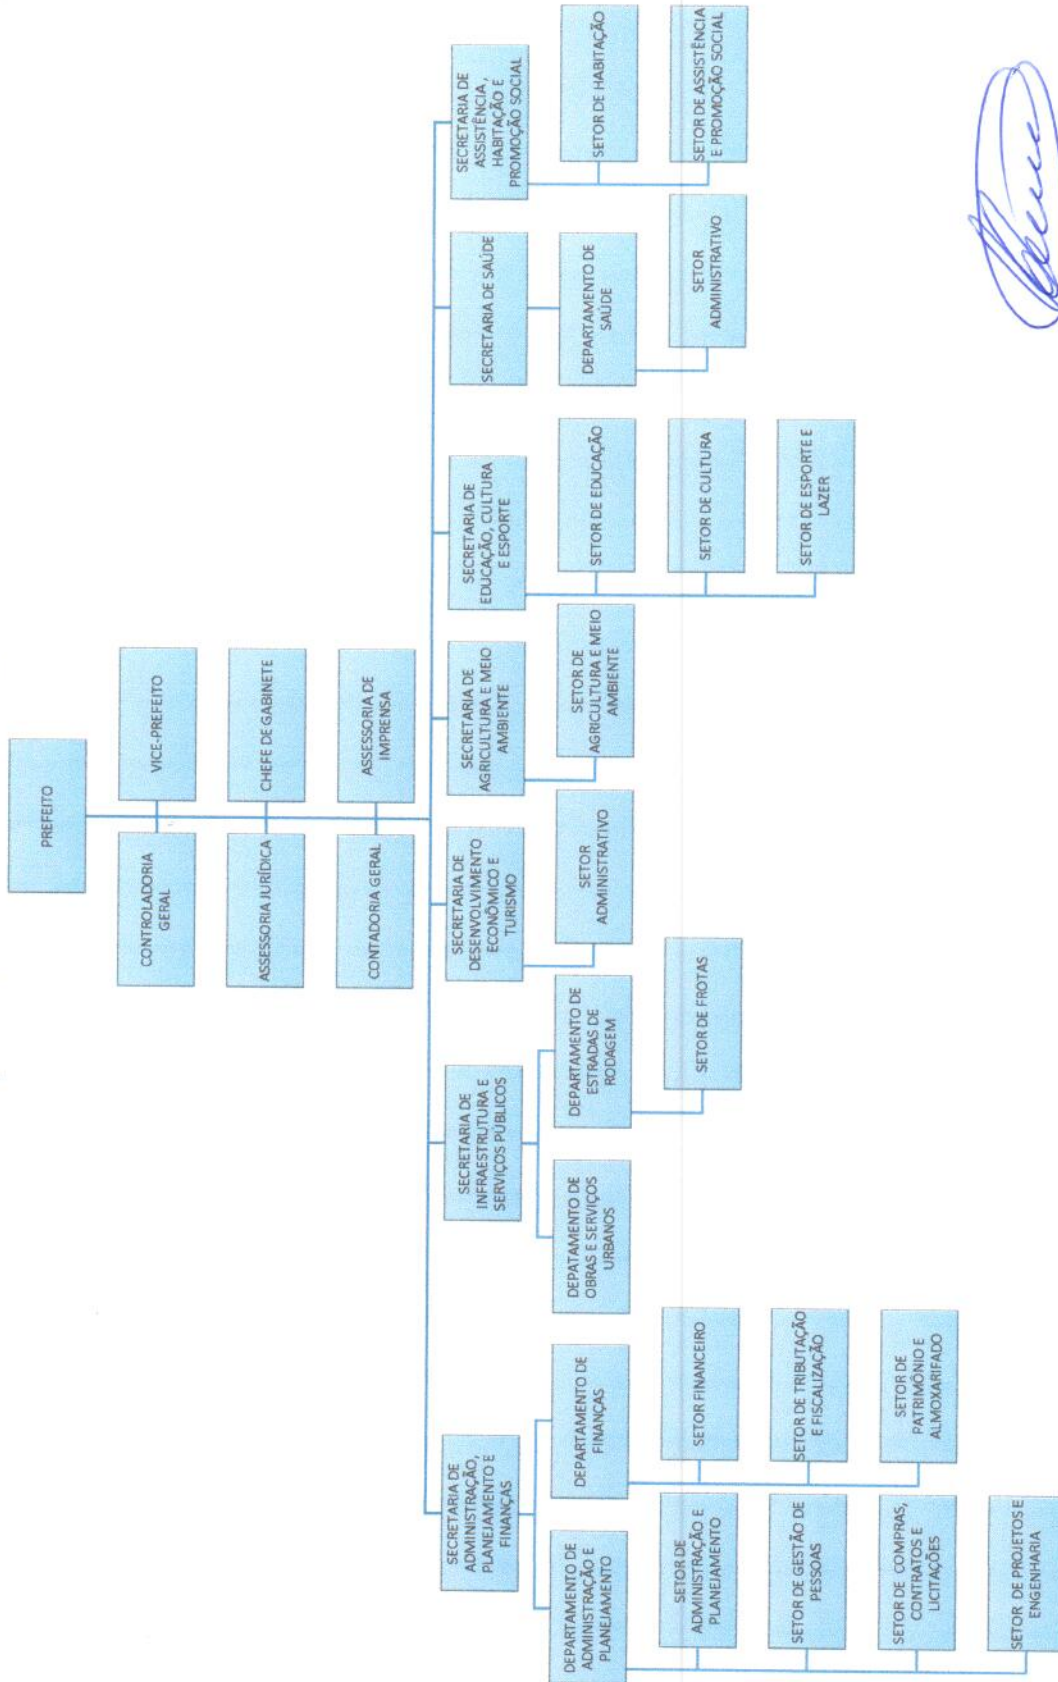 PREFEITO
CONTROLADORIA
GERAL
VICE-PREFEITO
ASSESSORIA JURÍDICA
CHEFE DE GABINETE
CONTADORIA GERAL
ASSESSORIA DE
IMPRENSA
SECRETARIA DE
ADMINISTRAÇÃO,
PLANEJAMENTO E
FINANÇAS
DEPARTAMENTO DE
ADMINISTRAÇÃO E
PLANEJAMENTO
SETOR DE
ADMINISTRAÇÃO E
PLANEJAMENTO
SETOR DE GESTÃO DE
PESSOAS
SETOR DE COMPRAS,
CONTRATOS E
LICITAÇÕES
SETOR DE PROJETOS E
ENGENHARIA
DEPARTAMENTO DE
FINANÇAS
SETOR FINANCEIRO
SETOR DE TRIBUTAÇÃO
E FISCALIZAÇÃO
SETOR DE
PATRIMÔNIO E
ALMOXARIFADO
SECRETARIA DE
INFRAESTRUTURA E
SERVIÇOS PÚBLICOS
DEPATAMENTO DE
OBRAS E SERVIÇOS
URBANOS
DEPARTAMENTO DE
ESTRADAS DE
RODAGEM
SETOR DE FROTAS
SECRETARIA DE
DESENVOLVIMENTO
ECONÔMICO E
TURISMO
SETOR
ADMINISTRATIVO
SECRETARIA DE
AGRICULTURA E MEIO
AMBIENTE
SETOR DE
AGRICULTURA E MEIO
AMBIENTE
SECRETARIA DE
EDUCAÇÃO, CULTURA
E ESPORTE
SETOR DE EDUCAÇÃO
SETOR DE CULTURA
SETOR DE ESPORTE E
LAZER
SECRETARIA DE SAÚDE
DEPARTAMENTO DE
SAÚDE
SETOR
ADMINISTRATIVO
SECRETARIA DE
ASSISTÊNCIA,
HABITAÇÃO E
PROMOÇÃO SOCIAL
SETOR DE HABITAÇÃO
SETOR DE ASSISTÊNCIA
E PROMOÇÃO SOCIAL